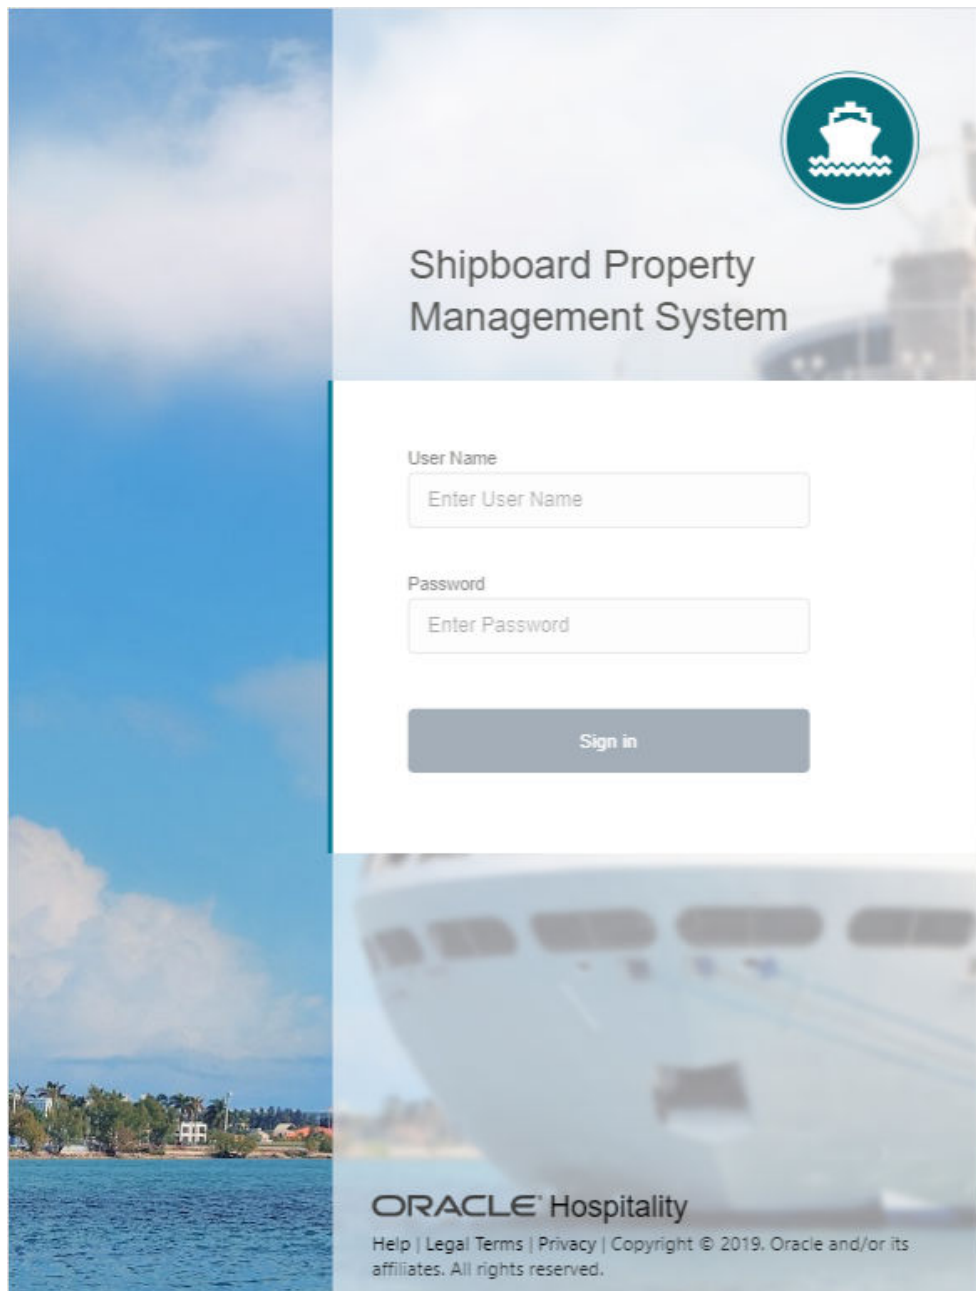 Shipboard Property
Management System
User Name
Enter User Name
Password
Enter Password
Sign in
ORACLE® Hospitality
Help | Legal Terms | Privacy | Copyright © 2019. Oracle and/or its
affiliates. All rights reserved.